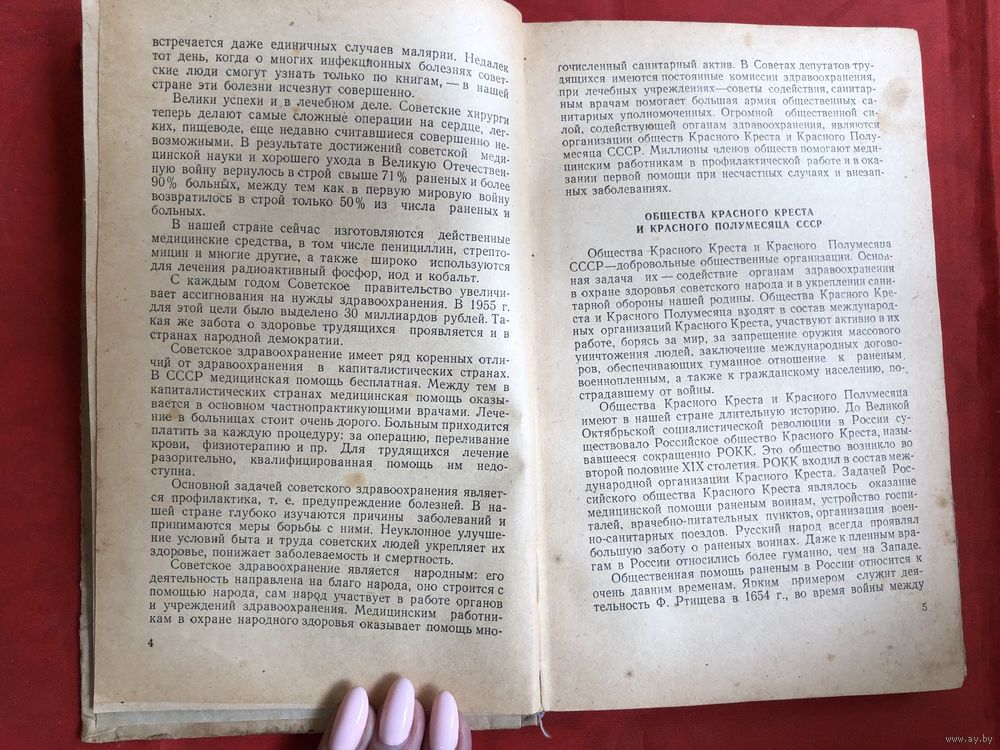 встречается даже единичных случаев малярии. Недалек
тот день, когда о многих инфекционных болезнях совет-
ские люди смогут узнать только по книгам, — в нашей
стране эти болезни исчезнут совершенно.
Велики успехи и в лечебном деле. Советские хирурги
теперь делают самые сложные операции на сердце, лег-
ких, пищеводе, еще недавно считавшиеся совершенно не-
возможными. В результате достижений советской меди-
цинской науки и хорошего ухода в Великую Отечествен-
ную войну вернулось в строй свыше 71% раненых и более
90% больных, между тем как в первую мировую войну
возвратилось в строй только 50% из числа раненых и
больных.
В нашей стране сейчас изготовляются действенные
медицинские средства, в том числе пенициллин, стрепто-
мицин и многие другие, а также широко используются
для лечения радиоактивный фосфор, иод и кобальт.
С каждым годом Советское правительство увеличи-
вает ассигнования на нужды здравоохранения. В 1955 г.
для этой цели было выделено 30 миллиардов рублей. Та-
кая же забота о здоровье трудящихся проявляется и в
странах народной демократии.
Советское здравоохранение имеет ряд коренных отли-
чий от здравоохранения в капиталистических странах.
В СССР медицинская помощь бесплатная. Между тем в
капиталистических странах медицинская помощь оказы-
вается в основном частнопрактикующими врачами. Лече-
ние в больницах стоит очень дорого. Больным приходится
платить за каждую процедуру: за операцию, переливание
крови, физиотерапию и пр. Для трудящихся лечение
разорительно, квалифицированная помощь им недо-
ступна.
Основной задачей советского здравоохранения являет-
ся профилактика, т. е. предупреждение болезней. В на-
шей стране глубоко изучаются причины заболеваний и
принимаются меры борьбы с ними. Неуклонное улучше-
ние условий быта и труда советских людей укрепляет их
здоровье, понижает заболеваемость и смертность.
Советское здравоохранение является народным: его
деятельность направлена на благо народа, оно строится с
помощью народа, сам народ участвует в работе органов
и учреждений здравоохранения. Медицинским работни-
кам в охране народного здоровья оказывает помощь мно-
4
гочисленный санитарный актив. В Советах депутатов тру-
дящихся имеются постоянные комиссии здравоохранения,
при лечебных учреждениях—советы содействия, санитар-
ным врачам помогает большая армия общественных са-
нитарных уполномоченных. Огромной общественной си-
лой, содействующей органам здравоохранения, являются
организации обществ Красного Креста и Красного Полу-
месяца СССР. Миллионы членов обществ помогают меди-
цинским работникам в профилактической работе и в ока-
зании первой помощи при несчастных случаях и внезап-
ных заболеваниях.
ОБЩЕСТВА КРАСНОГО КРЕСТА
И КРАСНОГО ПОЛУМЕСЯЦА СССР
Общества Красного Креста и Красного Полумесяца
СССР—добровольные общественные организации. Основ-
ная задача их — содействие органам здравоохранения
в охране здоровья советского народа и в укреплении сани-
тарной обороны нашей родины. Общества Красного Кре-
ста и Красного Полумесяца входят в состав международ-
ных организаций Красного Креста, участвуют активно в их
работе, борясь за мир, за запрещение оружия массового
уничтожения людей, заключение международных догово-
ров, обеспечивающих гуманное отношение к раненым,
военнопленным, а также к гражданскому населению, по-
страдавшему от войны.
Общества Красного Креста и Красного Полумесяца
имеют в нашей стране длительную историю. До Великой
Октябрьской социалистической революции в России су-
ществовало Российское общество Красного Креста, назы-
вавшееся сокращенно РОКК. Это общество возникло во
второй половине XIX столетия. РОКК входил в состав меж-
дународной организации Красного Креста. Задачей Рос-
сийского общества Красного Креста являлось оказание
медицинской помощи раненым воинам, устройство госпи-
талей, врачебно-питательных пунктов, организация воен-
но-санитарных поездов. Русский народ всегда проявлял
большую заботу о раненых воинах. Даже к пленным вра-
гам в России относились более гуманно, чем на Западе.
Общественная помощь раненым в России относится к
очень давним временам. Ярким примером служит дея-
тельность Ф. Ртищева в 1654 г., во время войны между
5
www.ay.by